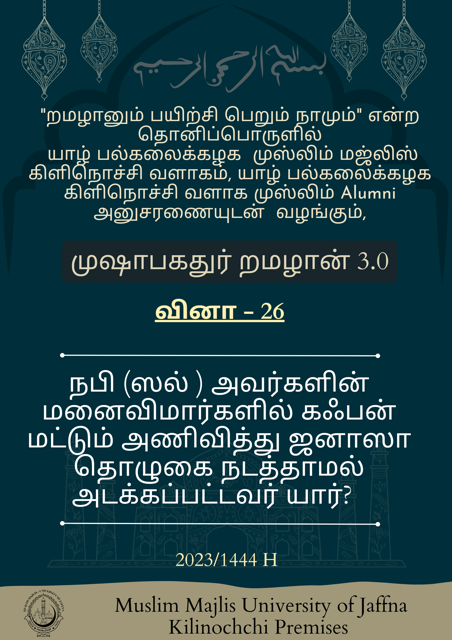 بسم الله الرحمن الرحيم
"றமழானும் பயிற்சி பெறும் நாமும்" என்ற
தொனிப்பொருளில்
யாழ் பல்கலைக்கழக முஸ்லிம் மஜ்லிஸ்
கிளிநொச்சி வளாகம், யாழ் பல்கலைக்கழக
கிளிநொச்சி வளாக முஸ்லிம் Alumni
அனுசரணையுடன் வழங்கும்,
முஷாபகதுர் றமழான் 3.0
வினா - 26
நபி (ஸல் ) அவர்களின்
மனைவிமார்களில் கஃபன்
மட்டும் அணிவித்து ஜனாஸா
தொழுகை நடத்தாமல்
அடக்கப்பட்டவர் யார்?
2023/1444 H
Muslim Majlis University of Jaffna
Kilinochchi Premises